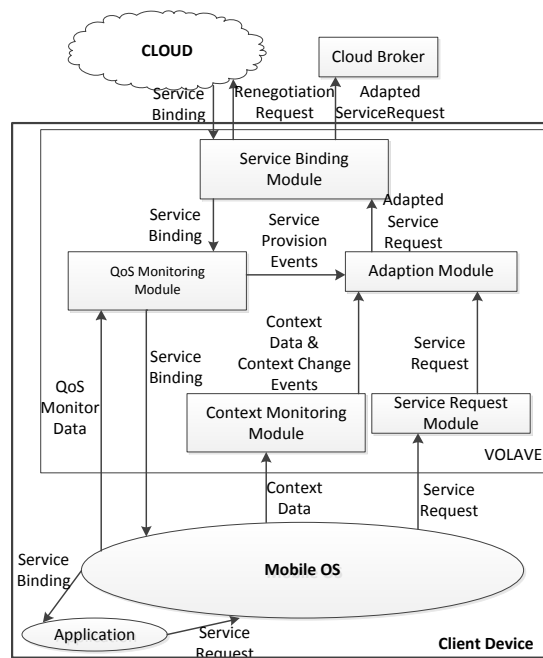 CLOUD
Cloud Broker
Service
Binding
Renegotiation
Request
Adapted
ServiceRequest
Service Binding
Module
Service
Binding
Service
Provision
Events
Adapted
Service
Request
QoS Monitoring
Module
Adaption Module
QoS
Monitor
Data
Service
Binding
Context
Data &
Context Change
Events
Service
Request
Context Monitoring
Module
Service Request
Module
VOLAVE
Context
Data
Service
Request
Service
Binding
Mobile OS
Application
Service
Request
Client Device